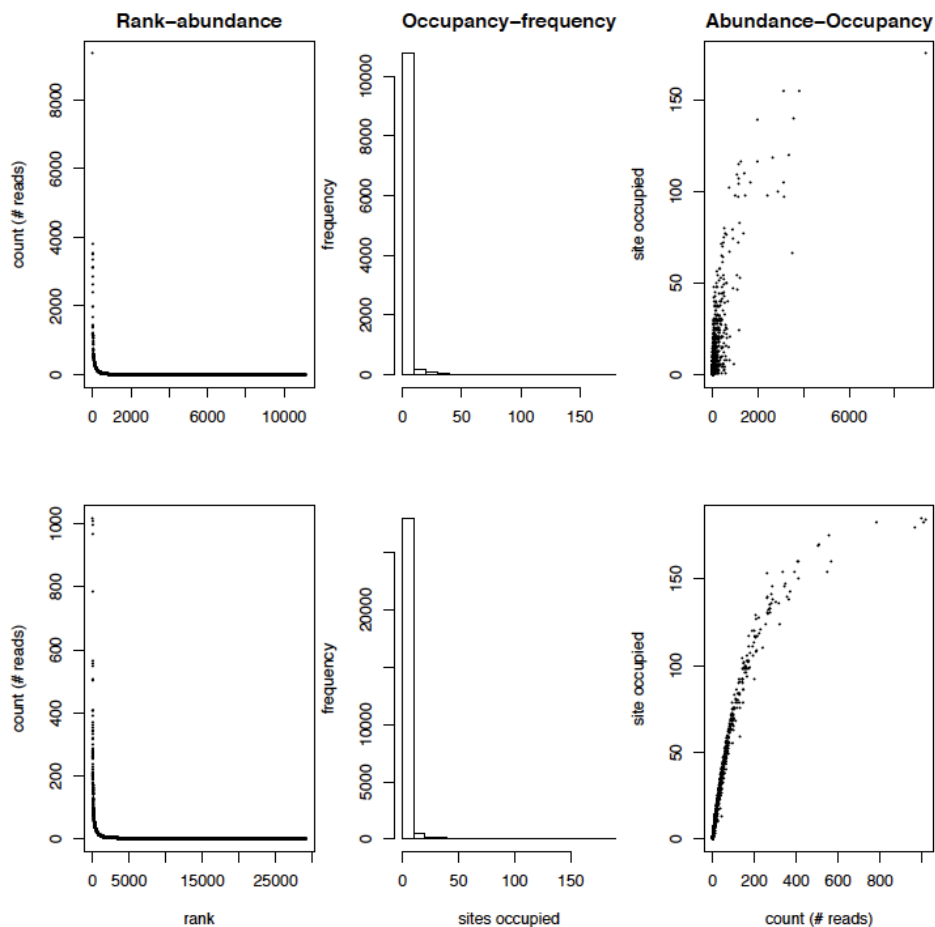 Rank–abundance
Occupancy–frequency
Abundance–Occupancy
count (# reads)
0 2000 4000 6000 8000
0 2000 6000 10000
frequency
0 2000 4000 6000 8000 10000
0 50 100 150
site occupied
0 50 100 150
0 2000 6000
count (# reads)
0 200 400 600 800 1000
0 5000 15000 25000
rank
frequency
0 5000 10000 20000
0 50 100 150
sites occupied
site occupied
0 50 100 150
0 200 400 600 800
count (# reads)